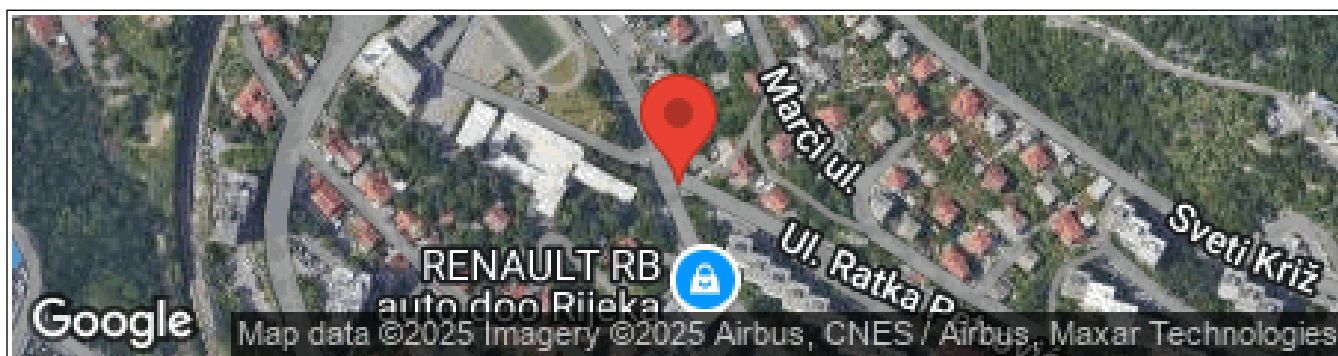 Marči ul.
Sveti Križ
Ul. Ratka
RENAULT RB
auto doo Rijeka
Google
Map data ©2025 Imagery ©2025 Airbus, CNES / Airbus, Maxar Technologies